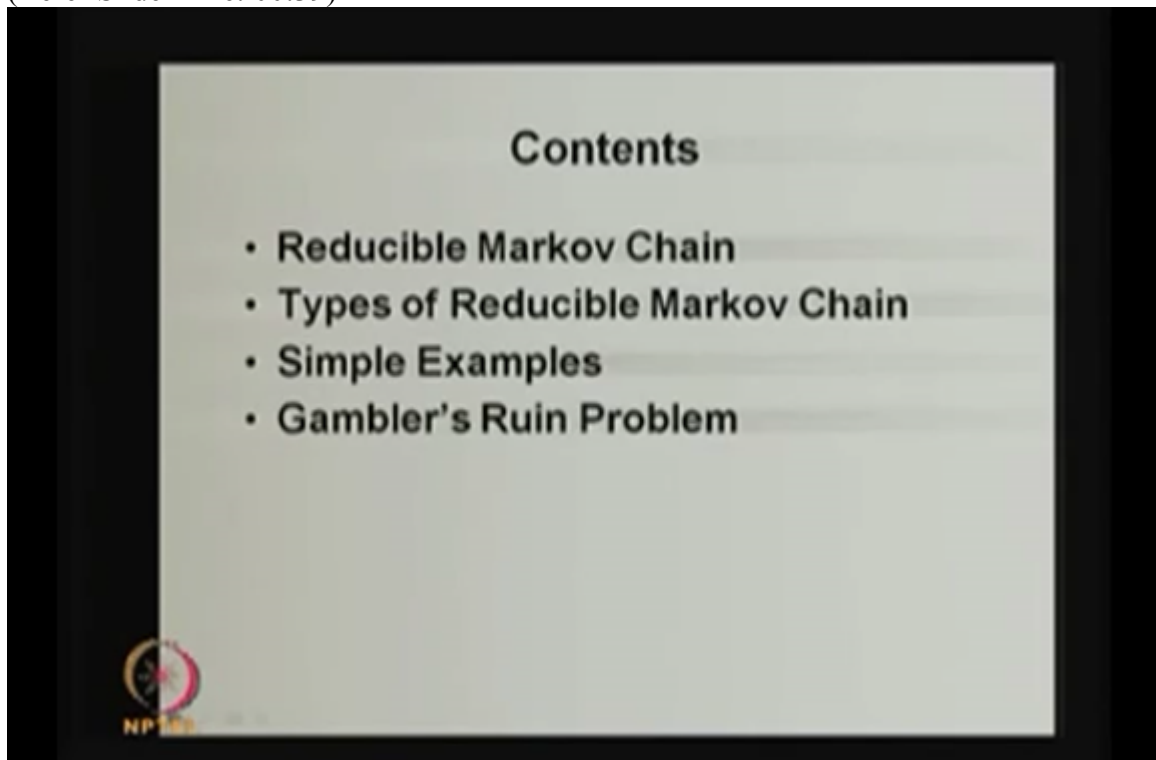 Contents
• Reducible Markov Chain
• Types of Reducible Markov Chain
• Simple Examples
• Gambler's Ruin Problem